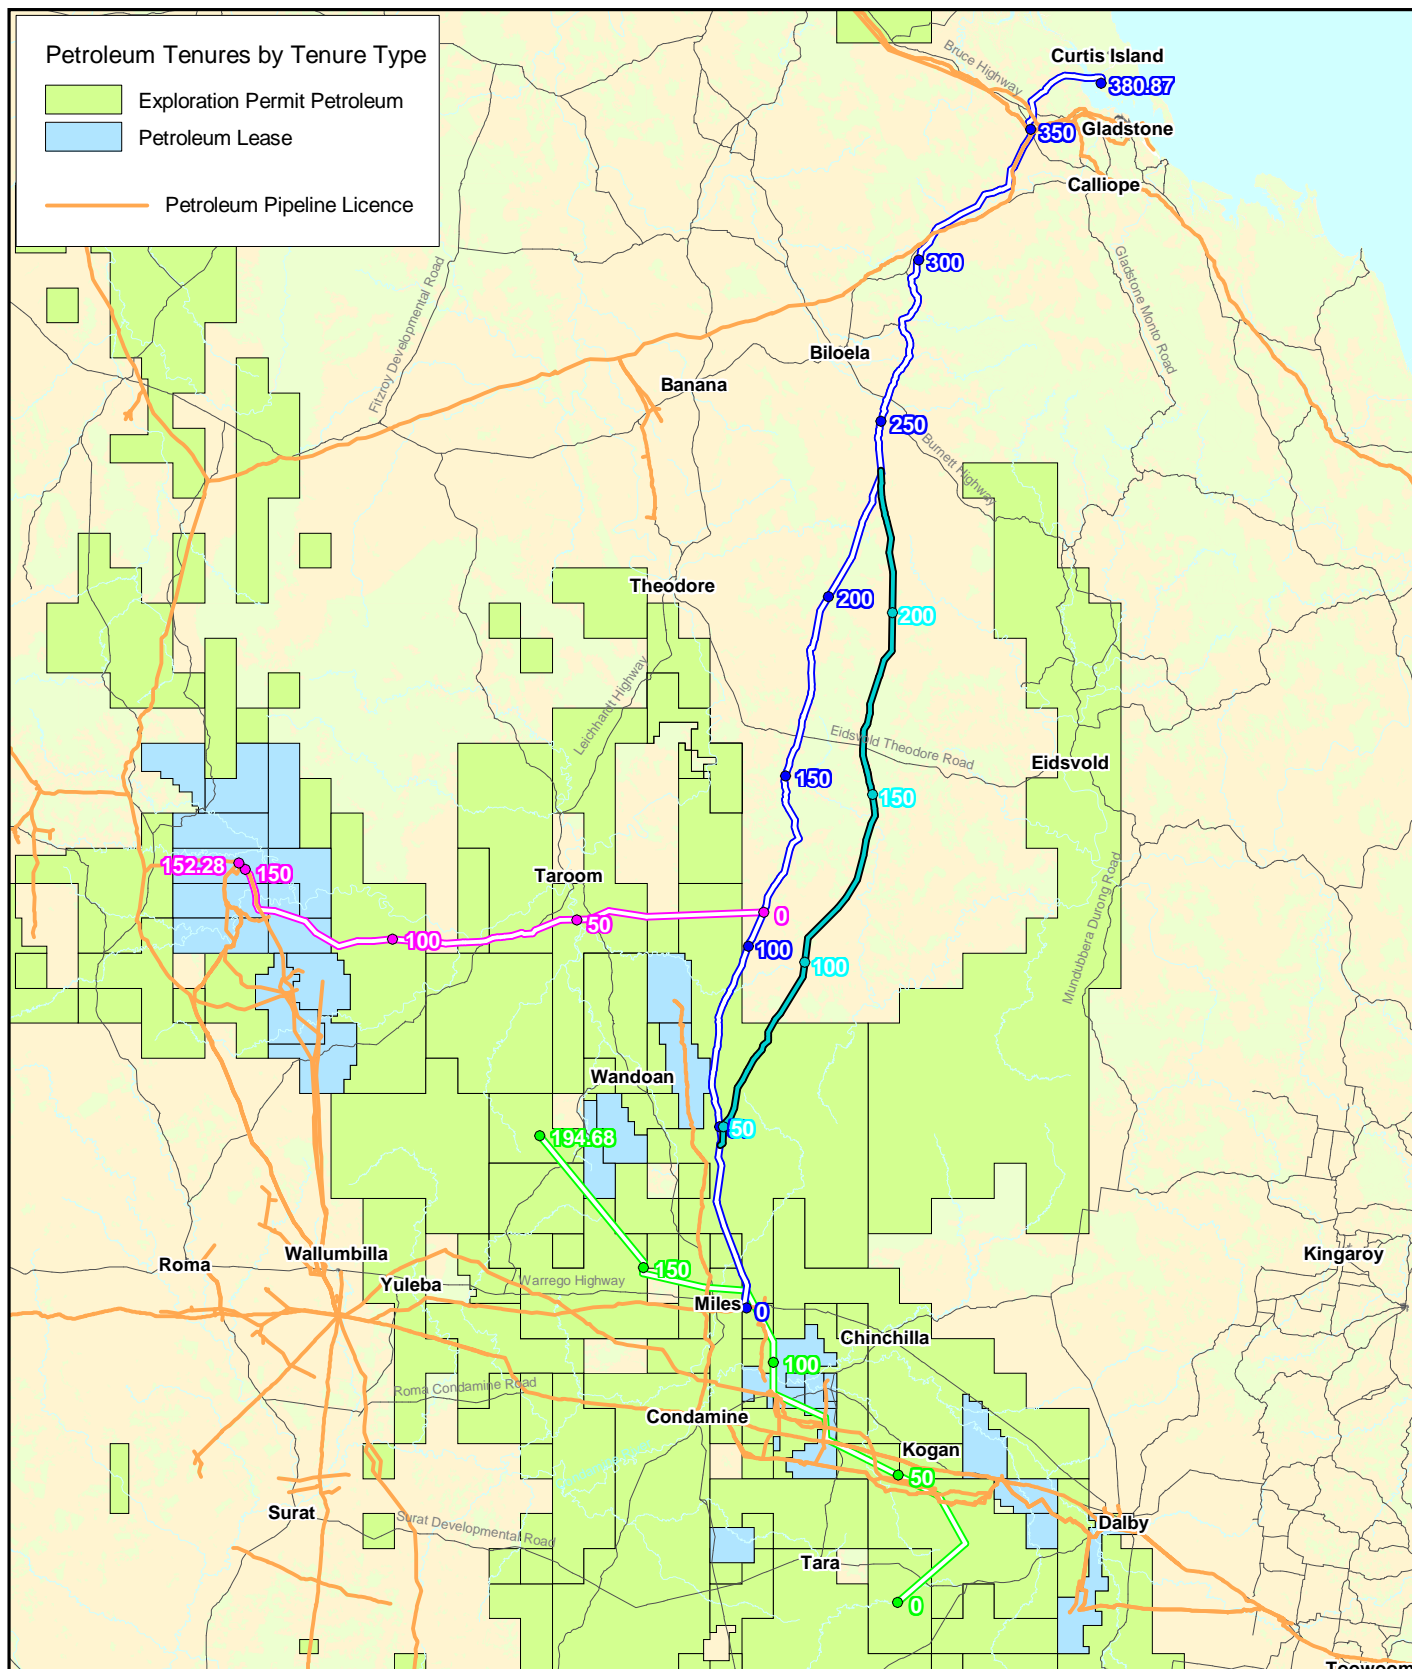 Petroleum Tenures by Tenure Type
Exploration Permit Petroleum
Petroleum Lease
Petroleum Pipeline Licence
Bruce Highway
Curtis Island
380.87
350
Gladstone
Calliope
Gladstone Monto Road
300
Fitzroy Developmental Road
Biloela
Banana
250
Burnett Highway
Theodore
200
200
Leichhardt Highway
Eidsvold Theodore Road
Eidsvold
150
150
152.28
150
Taroom
Mundubbera Durong Road
0
50
100
100
100
Wandoan
50
194.68
Kingaroy
Wallumbilla
Roma
150
Yuleba
Warrego Highway
Miles
0
Chinchilla
100
Roma Condamine Road
Condamine
Kogan
50
Surat
Surat Developmental Road
Dalby
Tara
0